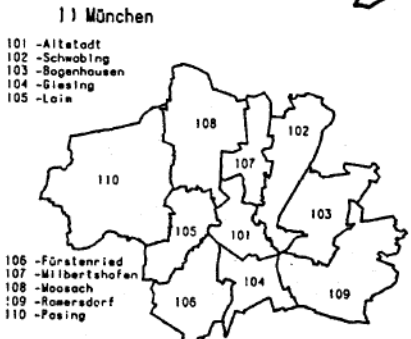 1) München
101 -Altstadt
102 -Schwabing
103 -Bogenhausen
104 -Giesing
105 -Laim
108
102
107
110
103
105
101
104
106
109
106 -Fürstenried
107 -Milbertshofen
108 -Moosach
109 -Ramersdorf
110 -Pasing